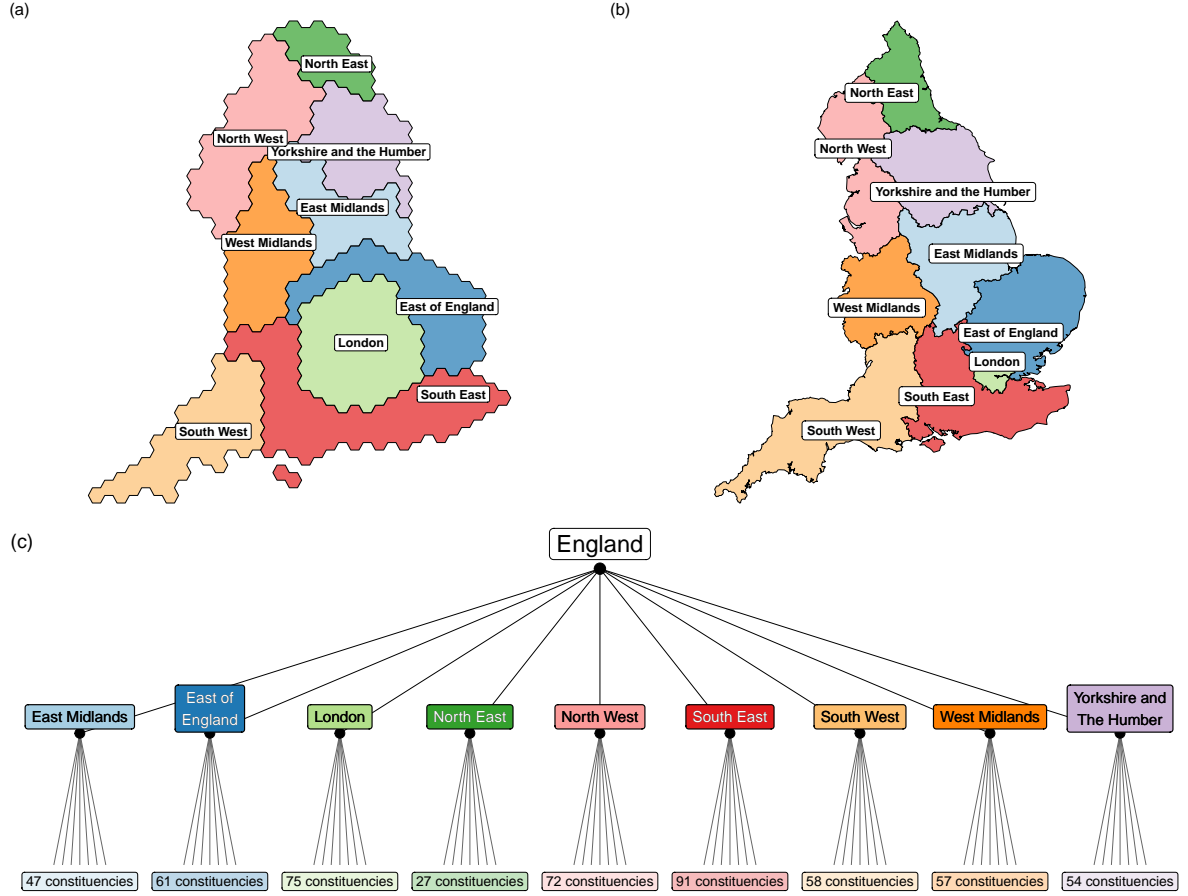 (a)
North East
North West
Yorkshire and the Humber
East Midlands
West Midlands
East of England
London
South East
South West
(b)
North East
North West
Yorkshire and the Humber
East Midlands
West Midlands
East of England
London
South East
South West
(c)
England
East Midlands
East of
England
London
North East
North West
South East
South West
West Midlands
Yorkshire and
The Humber
47 constituencies
61 constituencies
75 constituencies
27 constituencies
72 constituencies
91 constituencies
58 constituencies
57 constituencies
54 constituencies